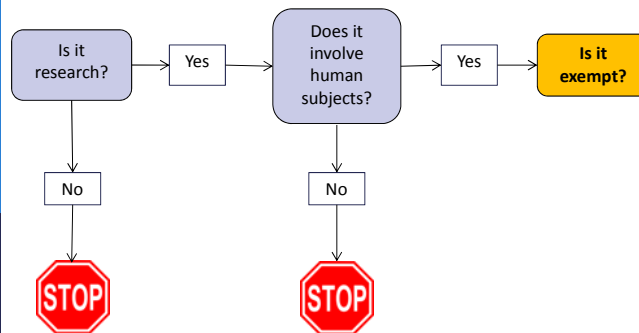 Is it
research?
Yes
Does it
involve
human
subjects?
Yes
Is it
exempt?
No
No
STOP
STOP